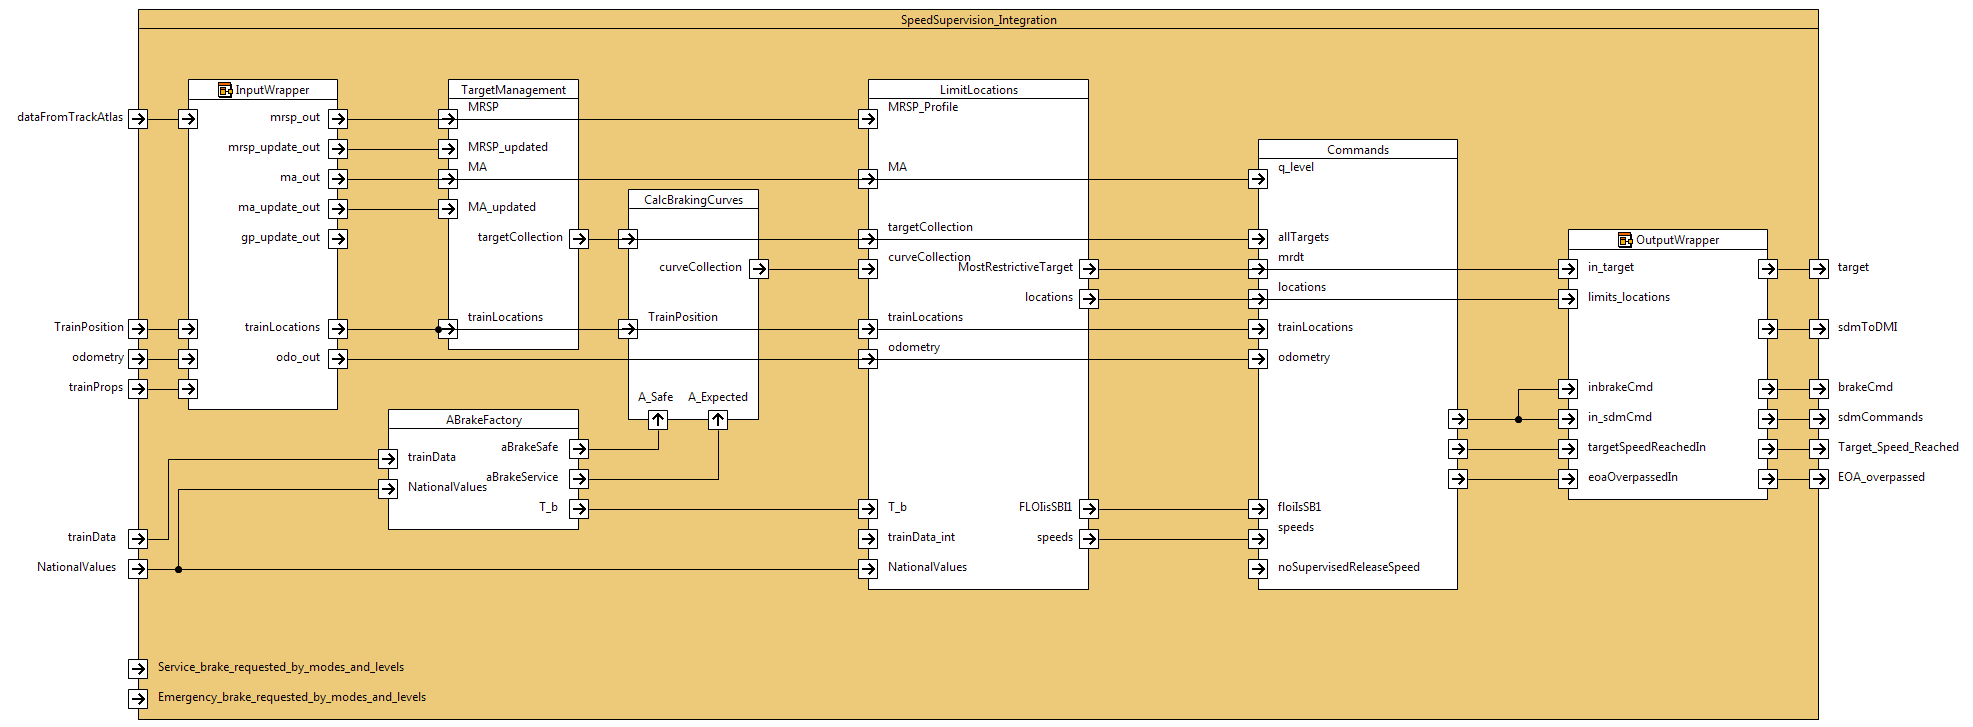 SpeedSupervision_Integration
dataFromTrackAtlas
TrainPosition
odometry
trainProps
trainData
NationalValues
Service_brake_requested_by_modes_and_levels
Emergency_brake_requested_by_modes_and_levels
InputWrapper
mrsp_out
mrsp_update_out
ma_out
ma_update_out
gp_update_out
trainLocations
odo_out
TargetManagement
MRSP
MRSP_updated
MA
MA_updated
targetCollection
trainLocations
ABrakeFactory
trainData
NationalValues
aBrakeSafe
aBrakeService
T_b
CalcBrakingCurves
curveCollection
TrainPosition
A_Safe
A_Expected
LimitLocations
MRSP_Profile
MA
targetCollection
curveCollection
MostRestrictiveTarget
locations
trainLocations
odometry
T_b
FLOIisSBI1
trainData_int
speeds
NationalValues
Commands
q_level
allTargets
mrdt
locations
trainLocations
odometry
floiIsSB1
speeds
noSupervisedReleaseSpeed
OutputWrapper
in_target
limits_locations
inbrakeCmd
in_sdmCmd
targetSpeedReachedIn
eoaOverpassedIn
target
sdmToDMI
brakeCmd
sdmCommands
Target_Speed_Reached
EOA_overpassed